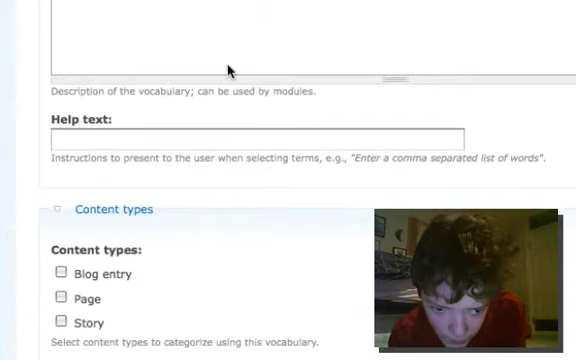 Description of the vocabulary; can be used by modules.
Help text:
Instructions to present to the user when selecting terms, e.g., "Enter a comma separated list of words".
Content types
Content types:
Blog entry
Page
Story
Select content types to categorize using this vocabulary.